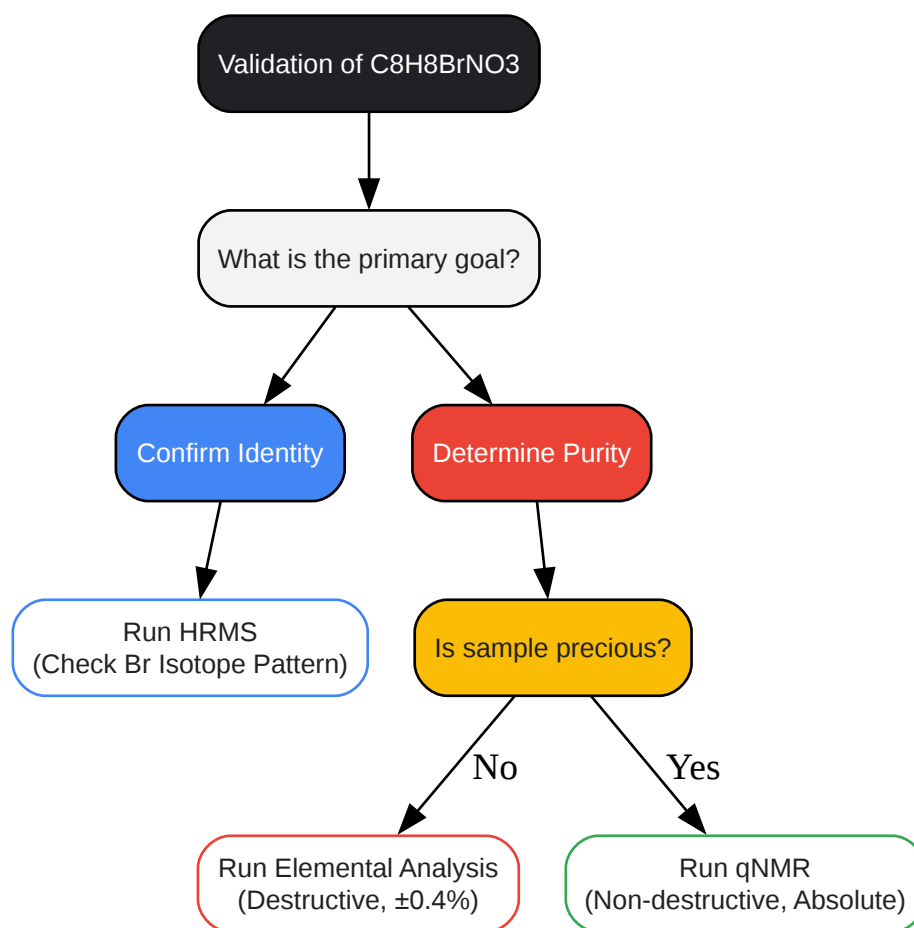 Validation of C8H8BrNO3
What is the primary goal?
Confirm Identity
Determine Purity
Run HRMS
(Check Br Isotope Pattern)
Is sample precious?
No
Yes
Run Elemental Analysis
(Destructive, ±0.4%)
Run qNMR
(Non-destructive, Absolute)